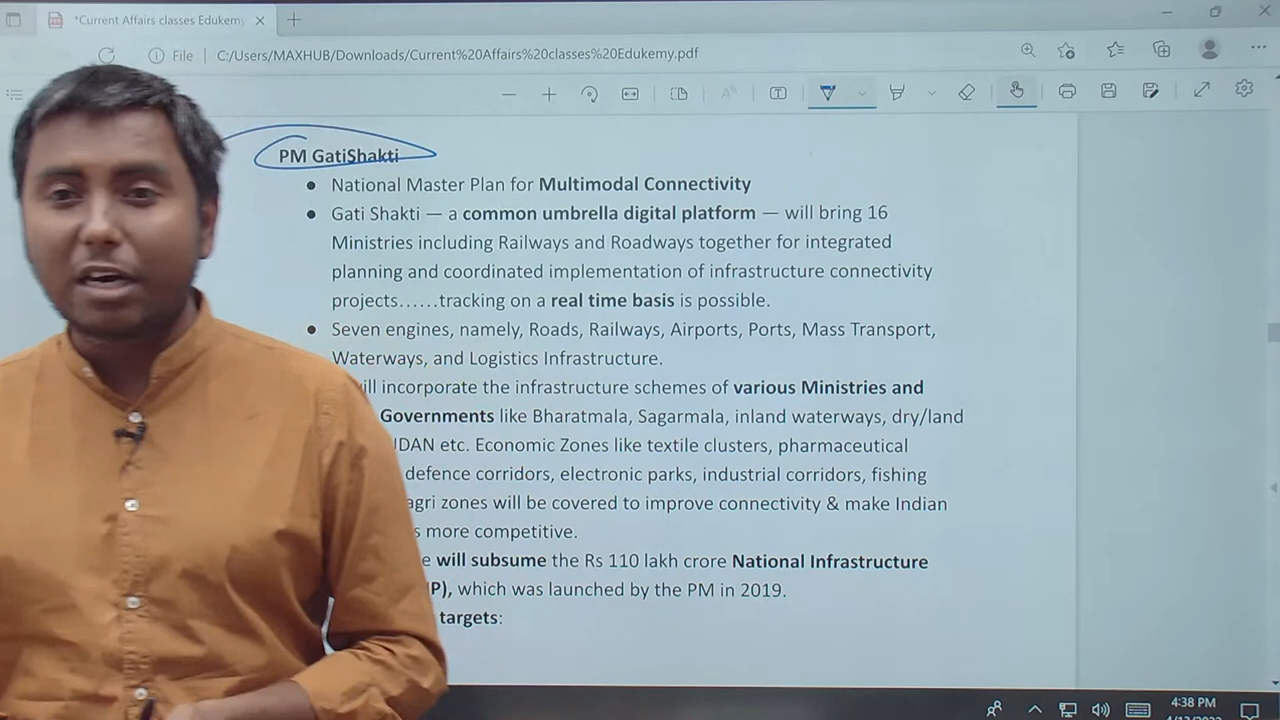 *Current Affairs classes Edukemy
File C:/Users/MAXHUB/Downloads/Current%20Affairs%20classes%20Edukemy.pdf
PM GatiShakti
● National Master Plan for Multimodal Connectivity
● Gati Shakti — a common umbrella digital platform — will bring 16
Ministries including Railways and Roadways together for integrated
planning and coordinated implementation of infrastructure connectivity
projects......tracking on a real time basis is possible.
● Seven engines, namely, Roads, Railways, Airports, Ports, Mass Transport,
Waterways, and Logistics Infrastructure.
will incorporate the infrastructure schemes of various Ministries and
Governments like Bharatmala, Sagarmala, inland waterways, dry/land
etc. Economic Zones like textile clusters, pharmaceutical
defence corridors, electronic parks, industrial corridors, fishing
agri zones will be covered to improve connectivity & make Indian
more competitive.
will subsume the Rs 110 lakh crore National Infrastructure
P), which was launched by the PM in 2019.
targets:
4:38 PM